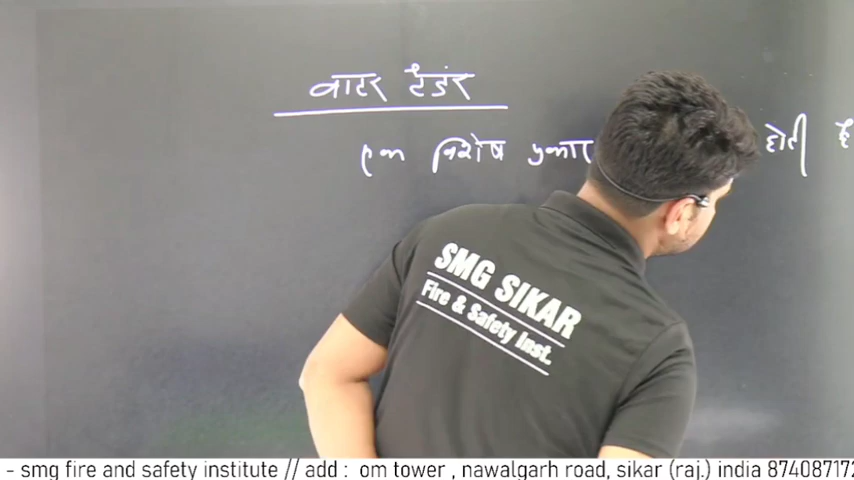 वाटर टेंडर
एक विशेष प्रकार होती है
SMG SIKAR
Fire & Safety Inst.
- smg fire and safety institute // add : om tower , nawalgarh road, sikar (raj.) india 874087172